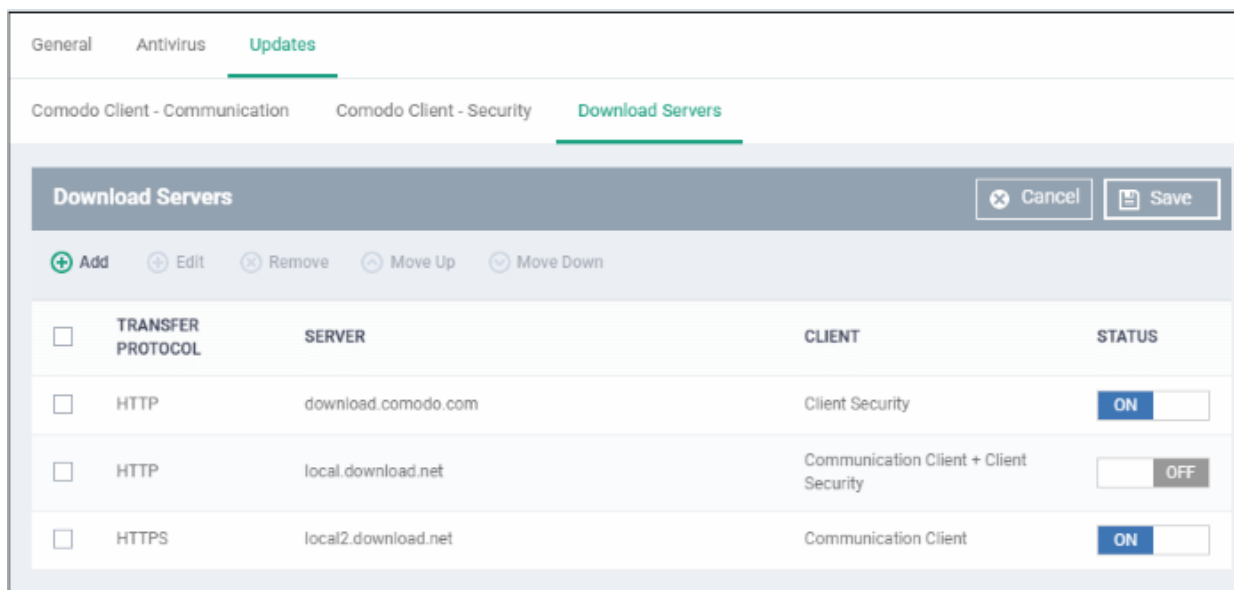 General Antivirus Updates
Comodo Client - Communication Comodo Client - Security Download Servers
Download Servers Cancel Save
Add Edit Remove Move Up Move Down
TRANSFER
PROTOCOL SERVER CLIENT STATUS
HTTP download.comodo.com Client Security ON
HTTP local.download.net Communication Client + Client
Security OFF
HTTPS local2.download.net Communication Client ON